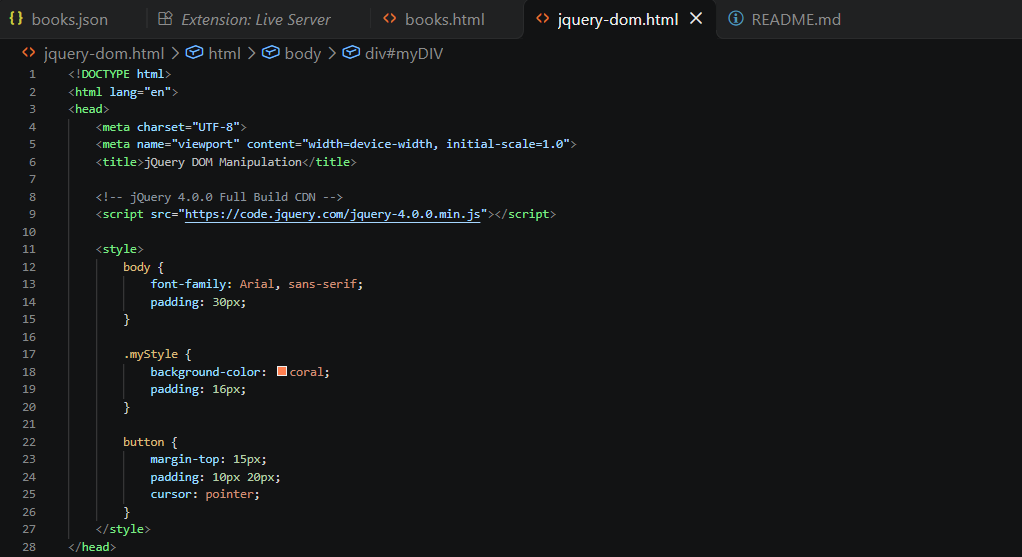 {} books.json Extension: Live Server <> books.html <> jquery-dom.html × README.md
<> jquery-dom.html > html > body > div#myDIV
1 <!DOCTYPE html>
2 <html lang="en">
3 <head>
4 <meta charset="UTF-8">
5 <meta name="viewport" content="width=device-width, initial-scale=1.0">
6 <title>jQuery DOM Manipulation</title>
7
8 <!-- jQuery 4.0.0 Full Build CDN -->
9 <script src="https://code.jquery.com/jquery-4.0.0.min.js"></script>
10
11 <style>
12 body {
13 font-family: Arial, sans-serif;
14 padding: 30px;
15 }
16
17 .myStyle {
18 background-color: coral;
19 padding: 16px;
20 }
21
22 button {
23 margin-top: 15px;
24 padding: 10px 20px;
25 cursor: pointer;
26 }
27 </style>
28 </head>